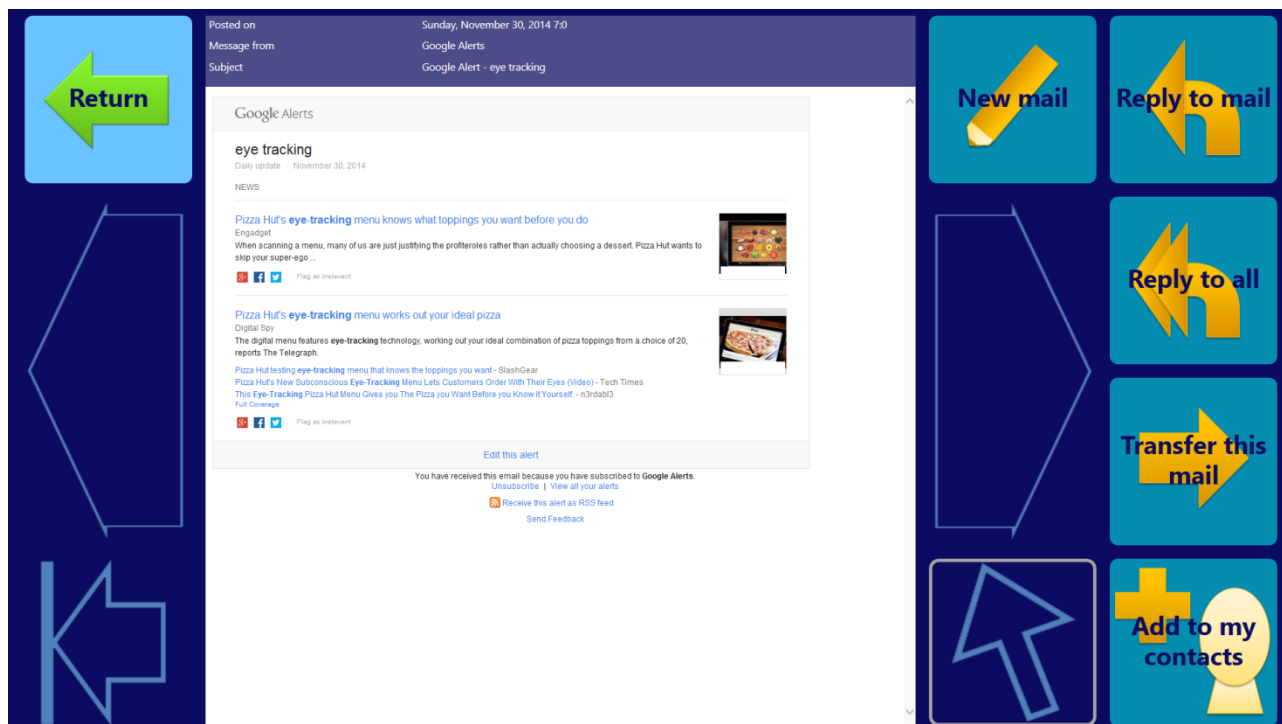 Return
Posted on Sunday, November 30, 2014 7:0
Message from Google Alerts
Subject Google Alert - eye tracking
Google Alerts
eye tracking
Daily update · November 30, 2014
NEWS
Pizza Hut's eye-tracking menu knows what toppings you want before you do
Engadget
When scanning a menu, many of us are just justifying the profiteroles rather than actually choosing a dessert. Pizza Hut wants to
skip your super-ego ...
Flag as irrelevant
Pizza Hut's eye-tracking menu works out your ideal pizza
Digital Spy
The digital menu features eye-tracking technology, working out your ideal combination of pizza toppings from a choice of 20,
reports The Telegraph.
Pizza Hut testing eye-tracking menu that knows the toppings you want - SlashGear
Pizza Hut's New Subconscious Eye-Tracking Menu Lets Customers Order With Their Eyes (Video) - Tech Times
This Eye-Tracking Pizza Hut Menu Gives you The Pizza you Want Before you Know it Yourself. - n3rdabl3
Full Coverage
Flag as irrelevant
Edit this alert
You have received this email because you have subscribed to Google Alerts.
Unsubscribe | View all your alerts
Receive this alert as RSS feed
Send Feedback
New mail
Reply to mail
Reply to all
Transfer this
mail
Add to my
contacts